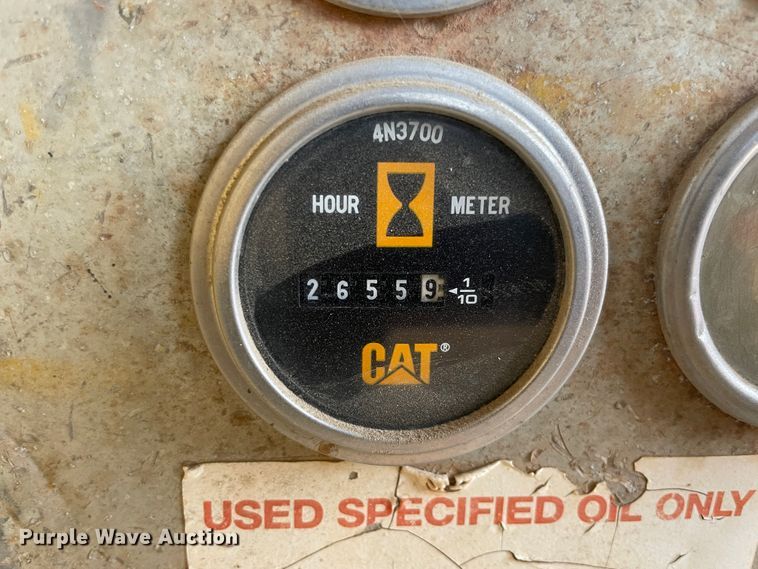 4N3700
HOUR METER
2 6 5 5 9 ◄ 1/10
CAT®
USED SPECIFIED OIL ONLY
Purple Wave Auction